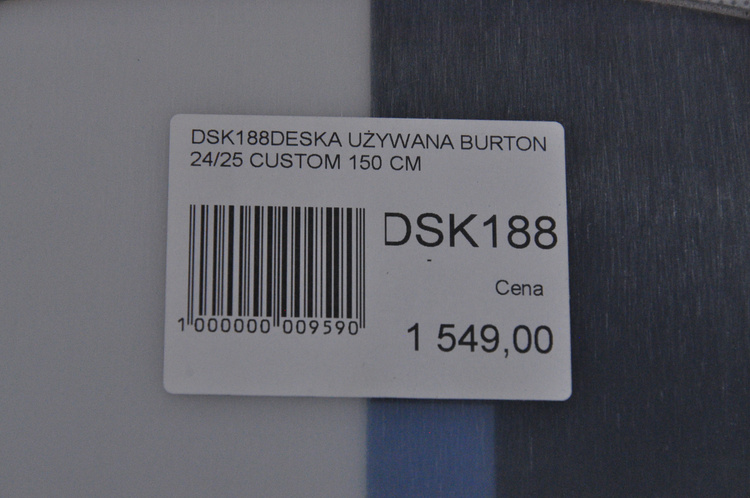 DSK188DESKA UŻYWANA BURTON
24/25 CUSTOM 150 CM
DSK188
-
Cena
1 000000 009590
1 549,00